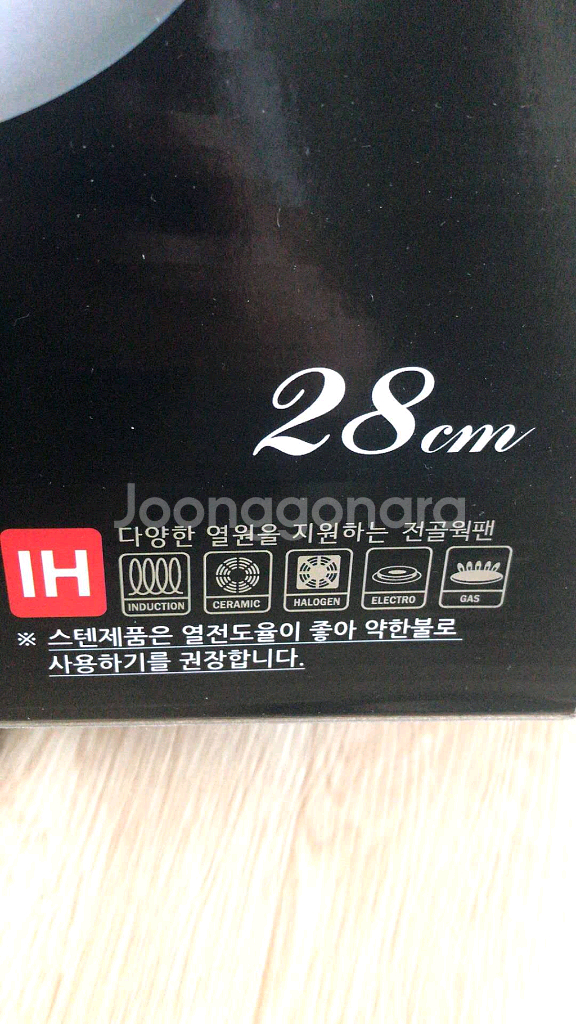 28cm
Joonggonara
다양한 열원을 지원하는 전골웍팬
IH
INDUCTION CERAMIC HALOGEN ELECTRO GAS
※ 스텐제품은 열전도율이 좋아 약한불로
사용하기를 권장합니다.